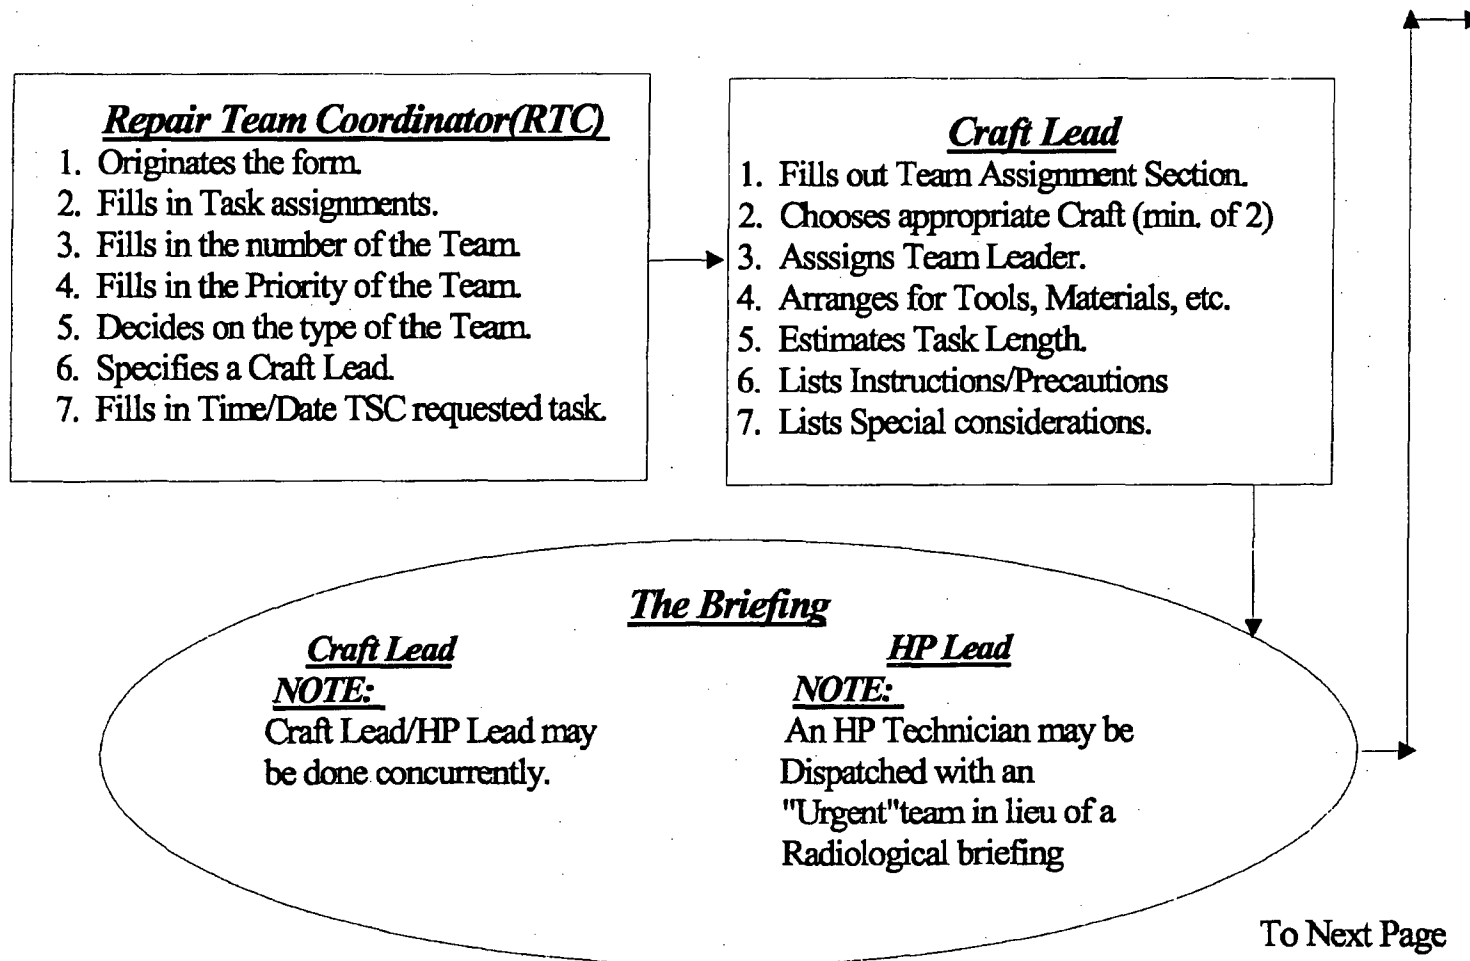 Repair Team Coordinator(RTC)
1. Originates the form.
2. Fills in Task assignments.
3. Fills in the number of the Team.
4. Fills in the Priority of the Team.
5. Decides on the type of the Team.
6. Specifies a Craft Lead.
7. Fills in Time/Date TSC requested task.
Craft Lead
1. Fills out Team Assignment Section.
2. Chooses appropriate Craft (min. of 2)
3. Asssigns Team Leader.
4. Arranges for Tools, Materials, etc.
5. Estimates Task Length.
6. Lists Instructions/Precautions
7. Lists Special considerations.
The Briefing
Craft Lead
NOTE:
Craft Lead/HP Lead may
be done concurrently.
HP Lead
NOTE:
An HP Technician may be
Dispatched with an
"Urgent"team in lieu of a
Radiological briefing
To Next Page